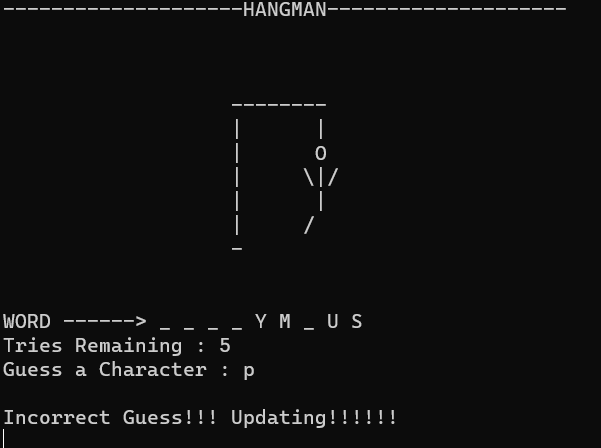 --------------------HANGMAN--------------------
--------
|      |
|      O
|     \|/
|      |
|     /
-
WORD ------> _ _ _ _ Y M _ U S
Tries Remaining : 5
Guess a Character : p
Incorrect Guess!!! Updating!!!!!!